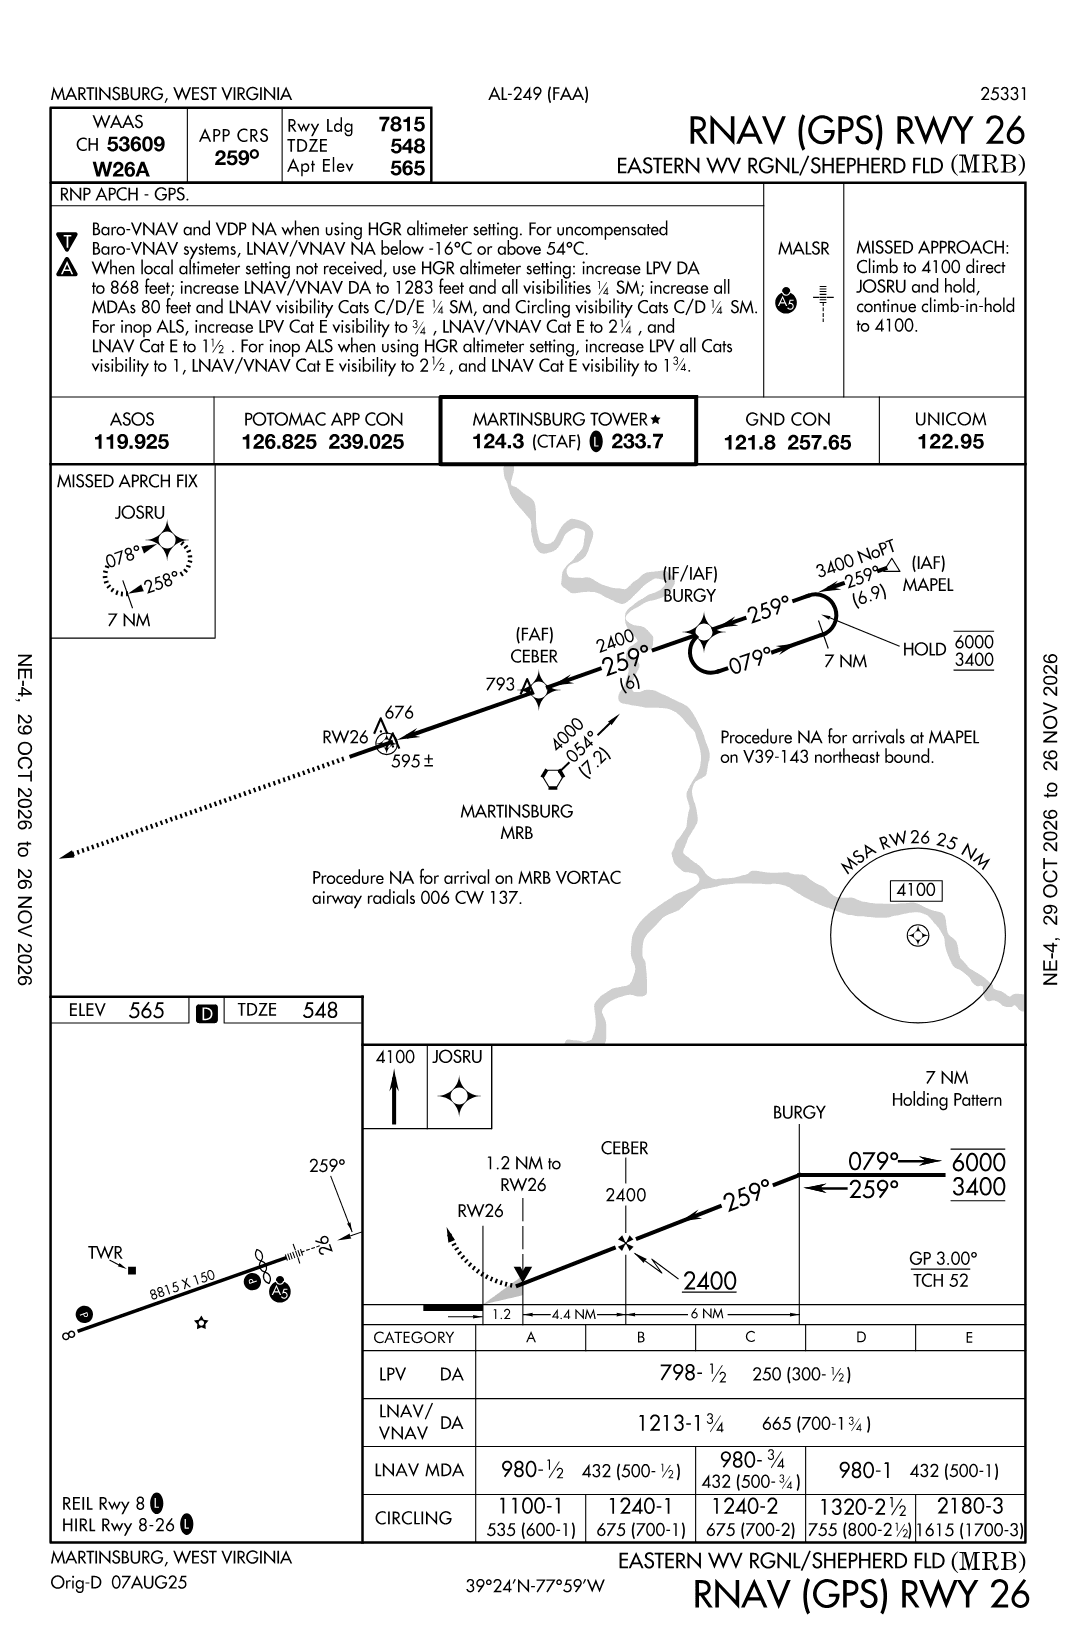 MARTINSBURG, WEST VIRGINIA
AL-249 (FAA)
25331
WAAS
CH 53609
W26A
APP CRS
259°
Rwy Ldg 7815
TDZE 548
Apt Elev 565
RNAV (GPS) RWY 26
EASTERN WV RGNL/SHEPHERD FLD (MRB)
RNP APCH - GPS.
T
A
Baro-VNAV and VDP NA when using HGR altimeter setting. For uncompensated
Baro-VNAV systems, LNAV/VNAV NA below -16°C or above 54°C.
When local altimeter setting not received, use HGR altimeter setting: increase LPV DA
to 868 feet; increase LNAV/VNAV DA to 1283 feet and all visibilities ¼ SM; increase all
MDAs 80 feet and LNAV visibility Cats C/D/E ¼ SM, and Circling visibility Cats C/D ¼ SM.
For inop ALS, increase LPV Cat E visibility to ¾ , LNAV/VNAV Cat E to 2¼ , and
LNAV Cat E to 1½ . For inop ALS when using HGR altimeter setting, increase LPV all Cats
visibility to 1, LNAV/VNAV Cat E visibility to 2½ , and LNAV Cat E visibility to 1¾.
MALSR
A5
MISSED APPROACH:
Climb to 4100 direct
JOSRU and hold,
continue climb-in-hold
to 4100.
ASOS
119.925
POTOMAC APP CON
126.825 239.025
MARTINSBURG TOWER★
124.3 (CTAF) L 233.7
GND CON
121.8 257.65
UNICOM
122.95
MISSED APRCH FIX
JOSRU
078°
258°
7 NM
3400 NoPT
259°
(6.9)
(IAF)
MAPEL
(IF/IAF)
BURGY
259°
079°
7 NM
HOLD 6000
3400
(FAF)
CEBER
2400
259°
(6)
793
676
RW26
595±
4000
054°
(7.2)
MARTINSBURG
MRB
Procedure NA for arrivals at MAPEL
on V39-143 northeast bound.
Procedure NA for arrival on MRB VORTAC
airway radials 006 CW 137.
MSA RW26 25 NM
4100
NE-4, 29 OCT 2026 to 26 NOV 2026
NE-4, 29 OCT 2026 to 26 NOV 2026
ELEV 565
D
TDZE 548
259°
TWR
8815 X 150
26
8
P
P
A5
REIL Rwy 8 L
HIRL Rwy 8-26 L
4100
JOSRU
7 NM
Holding Pattern
BURGY
CEBER
1.2 NM to
RW26
RW26
2400
259°
079°
259°
6000
3400
2400
GP 3.00°
TCH 52
1.2
4.4 NM
6 NM
CATEGORY A B C D E
LPV DA 798-½ 250 (300-½)
LNAV/
VNAV DA 1213-1¾ 665 (700-1¾)
LNAV MDA 980-½ 432 (500-½) 980-¾ 432 (500-¾) 980-1 432 (500-1)
CIRCLING 1100-1 1240-1 1240-2 1320-2½ 2180-3
535 (600-1) 675 (700-1) 675 (700-2) 755 (800-2½) 1615 (1700-3)
MARTINSBURG, WEST VIRGINIA
Orig-D 07AUG25
39°24'N-77°59'W
EASTERN WV RGNL/SHEPHERD FLD (MRB)
RNAV (GPS) RWY 26